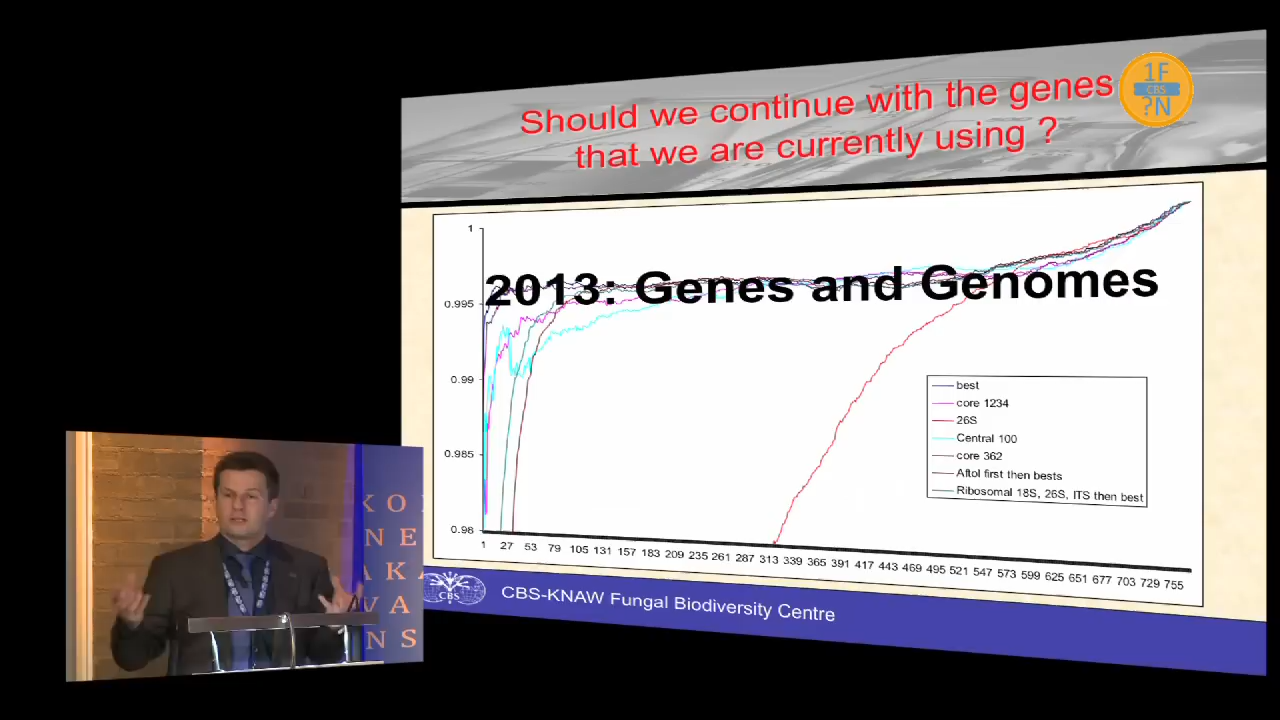 Should we continue with the genes
that we are currently using ?
1F
CBS
?N
2013: Genes and Genomes
1
0.995
0.99
0.985
0.98
1 27 53 79 105 131 157 183 209 235 261 287 313 339 365 391 417 443 469 495 521 547 573 599 625 651 677 703 729 755
best
core 1234
26S
Central 100
core 362
Aftol first then bests
Ribosomal 18S, 26S, ITS then best
CBS
CBS-KNAW Fungal Biodiversity Centre
KO
NE
AKA
VA
NS